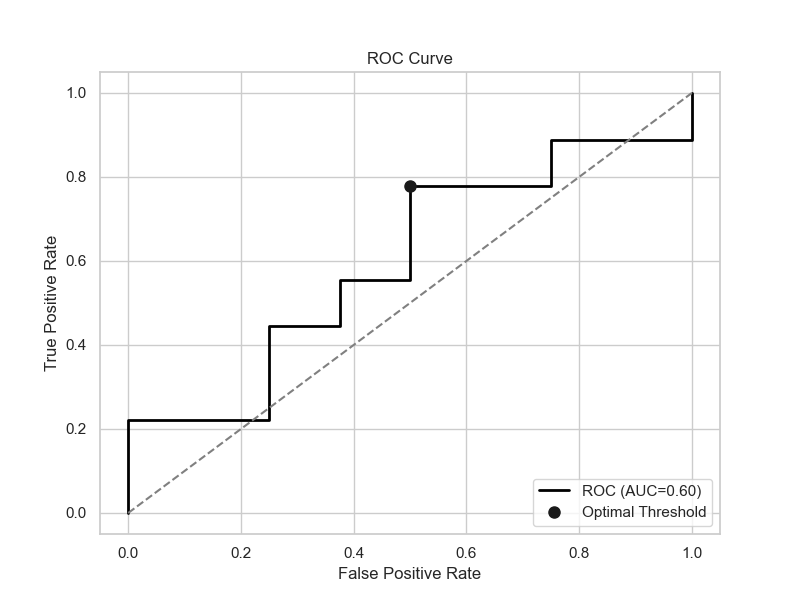 ROC Curve
True Positive Rate
1.0
0.8
0.6
0.4
0.2
0.0
0.0 0.2 0.4 0.6 0.8 1.0
False Positive Rate
ROC (AUC=0.60)
Optimal Threshold